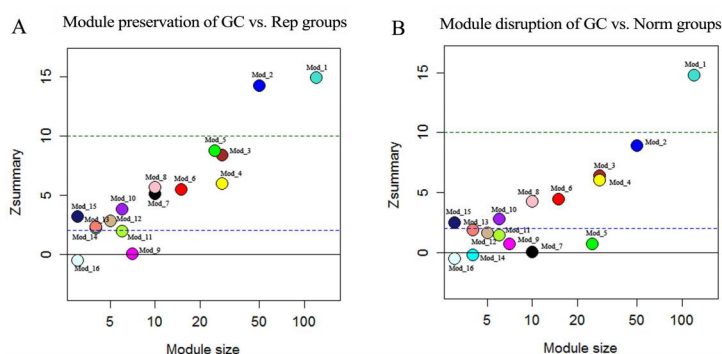 A
Module preservation of GC vs. Rep groups
Zsummary
15
10
5
0
Mod_1
Mod_2
Mod_5
Mod_3
Mod_4
Mod_8
Mod_6
Mod_7
Mod_10
Mod_15
Mod_13
Mod_12
Mod_14
Mod_11
Mod_9
Mod_16
5
10
20
50
100
Module size
B
Module disruption of GC vs. Norm groups
Zsummary
15
10
5
0
Mod_1
Mod_2
Mod_3
Mod_4
Mod_8
Mod_6
Mod_15
Mod_10
Mod_13
Mod_11
Mod_12
Mod_9
Mod_7
Mod_5
Mod_14
Mod_16
5
10
20
50
100
Module size